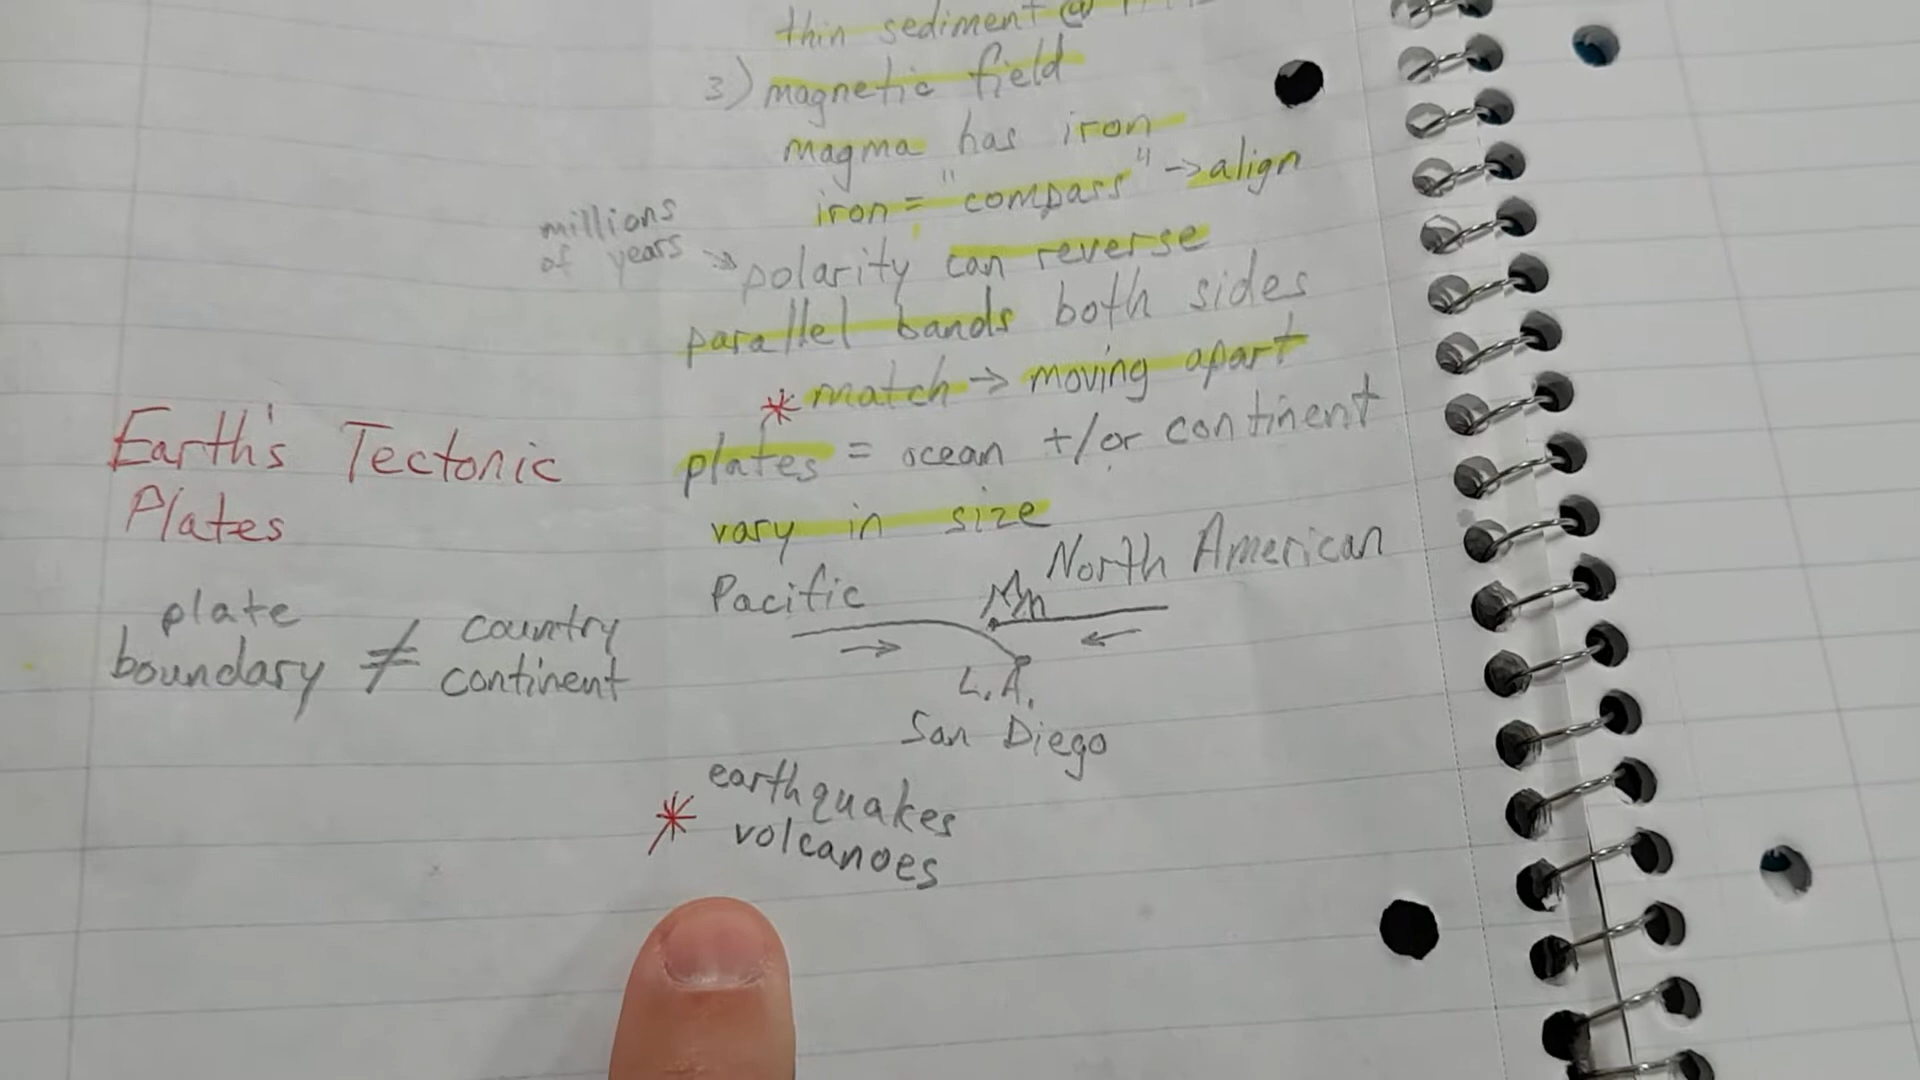 thin sediment @
3) magnetic field
magma has iron
iron = "compass" -> align
millions
of years -> polarity can reverse
parallel bands both sides
* match -> moving apart
Earth's Tectonic
Plates
plates = ocean +/or continent
vary in size
Pacific North American
plate
boundary ≠ country
continent
L.A.
San Diego
* earthquakes
volcanoes